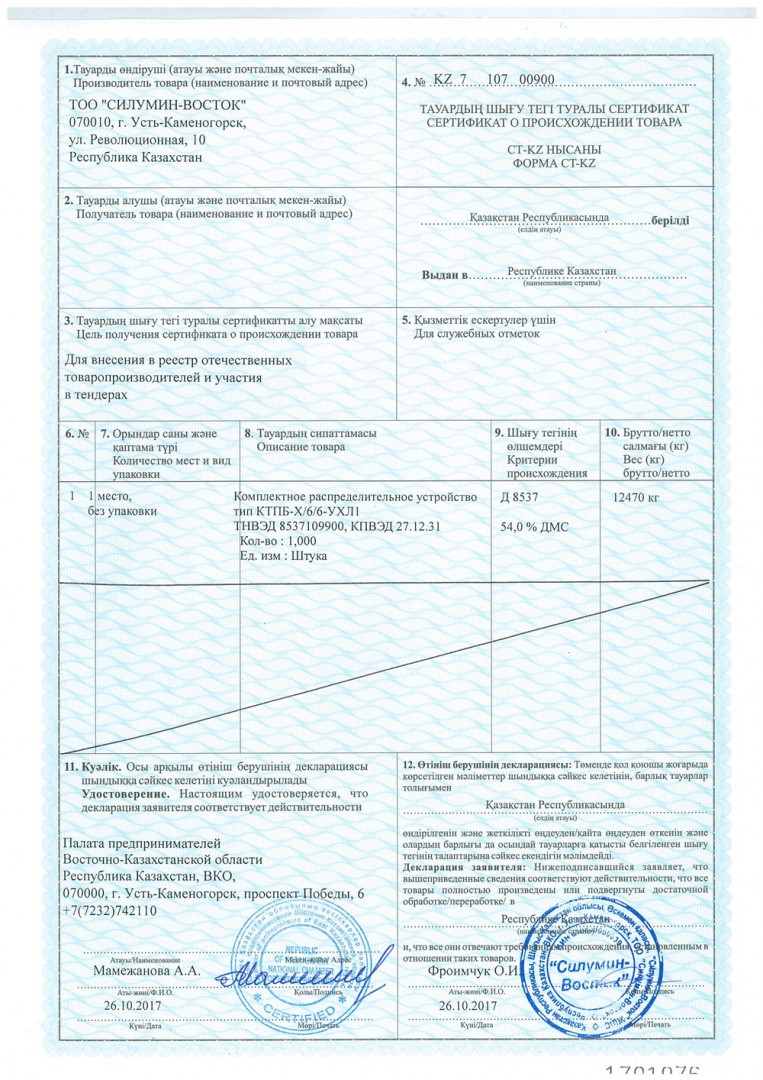 1.Тауарды өндіруші (атауы және почталық мекен-жайы)
Производитель товара (наименование и почтовый адрес)
ТОО "СИЛУМИН-ВОСТОК"
070010, г. Усть-Каменогорск,
ул. Революционная, 10
Республика Казахстан
4. № KZ 7 107 00900
ТАУАРДЫҢ ШЫҒУ ТЕГІ ТУРАЛЫ СЕРТИФИКАТ
СЕРТИФИКАТ О ПРОИСХОЖДЕНИИ ТОВАРА
СТ-KZ НЫСАНЫ
ФОРМА СТ-KZ
2. Тауарды алушы (атауы және почталық мекен-жайы)
Получатель товара (наименование и почтовый адрес)
Қазақстан Республикасында берілді
(елдің атауы)
Выдан в Республике Казахстан
(наименование страны)
3. Тауардың шығу тегі туралы сертификатты алу мақсаты
Цель получения сертификата о происхождении товара
Для внесения в реестр отечественных
товаропроизводителей и участия
в тендерах
5. Қызметтік ескертулер үшін
Для служебных отметок
6. №
7. Орындар саны және
қаптама түрі
Количество мест и вид
упаковки
8. Тауардың сипаттамасы
Описание товара
9. Шығу тегінің
өлшемдері
Критерии
происхождения
10. Брутто/нетто
салмағы (кг)
Вес (кг)
брутто/нетто
1 1 место,
без упаковки
Комплектное распределительное устройство
тип КТПБ-Х/6/6-УХЛ1
ТНВЭД 8537109900, КПВЭД 27.12.31
Кол-во : 1,000
Ед. изм : Штука
Д 8537
54,0 % ДМС
12470 кг
11. Куәлік. Осы арқылы өтініш берушінің декларациясы
шындыққа сәйкес келетіні куәландырылады
Удостоверение. Настоящим удостоверяется, что
декларация заявителя соответствует действительности
Палата предпринимателей
Восточно-Казахстанской области
Республика Казахстан, ВКО,
070000, г. Усть-Каменогорск, проспект Победы, 6
+7(7232)742110
Атауы/Наименование Мекен-жайы/Адрес
Мамежанова А.А.
Аты-жөні/Ф.И.О. Қолы/Подпись
26.10.2017
Күні/Дата Мөрі/Печать
REPUBLIC
NATIONAL
CERTIFIED
12. Өтініш берушінің декларациясы: Төменде қол қоюшы жоғарыда
көрсетілген мәліметтер шындыққа сәйкес келетінін, барлық тауарлар
толығымен
Қазақстан Республикасында
(елдің атауы)
өндірілгенін және жеткілікті өңдеуден/қайта өңдеуден өткенін және
олардың барлығы да осындай тауарларға қатысты белгіленген шығу
тегінің талаптарына сәйкес екендігін мәлімдейді.
Декларация заявителя: Нижеподписавшийся заявляет, что
вышеприведенные сведения соответствуют действительности, что все
товары полностью произведены или подвергнуты достаточной
обработке/переработке/ в
Республике Казахстан
и, что все они отвечают требованиям происхождения, установленным в
отношении таких товаров.
Фроимчук О.И.
Аты-жөні/Ф.И.О. Қолы/Подпись
26.10.2017
Күні/Дата Мөрі/Печать
"Силумин-
Восток"